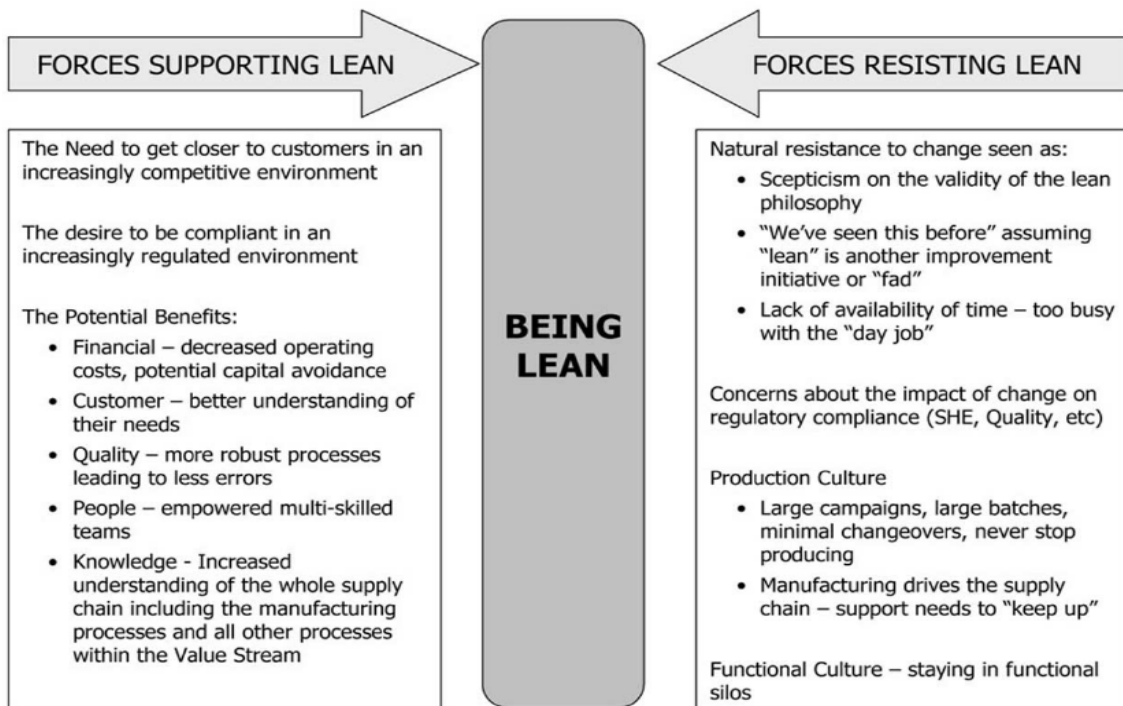 FORCES SUPPORTING LEAN
The Need to get closer to customers in an
increasingly competitive environment
The desire to be compliant in an
increasingly regulated environment
The Potential Benefits:
• Financial – decreased operating
costs, potential capital avoidance
• Customer – better understanding of
their needs
• Quality – more robust processes
leading to less errors
• People – empowered multi-skilled
teams
• Knowledge - Increased
understanding of the whole supply
chain including the manufacturing
processes and all other processes
within the Value Stream
BEING
LEAN
FORCES RESISTING LEAN
Natural resistance to change seen as:
• Scepticism on the validity of the lean
philosophy
• “We’ve seen this before” assuming
“lean” is another improvement
initiative or “fad”
• Lack of availability of time – too busy
with the “day job”
Concerns about the impact of change on
regulatory compliance (SHE, Quality, etc)
Production Culture
• Large campaigns, large batches,
minimal changeovers, never stop
producing
• Manufacturing drives the supply
chain – support needs to “keep up”
Functional Culture – staying in functional
silos